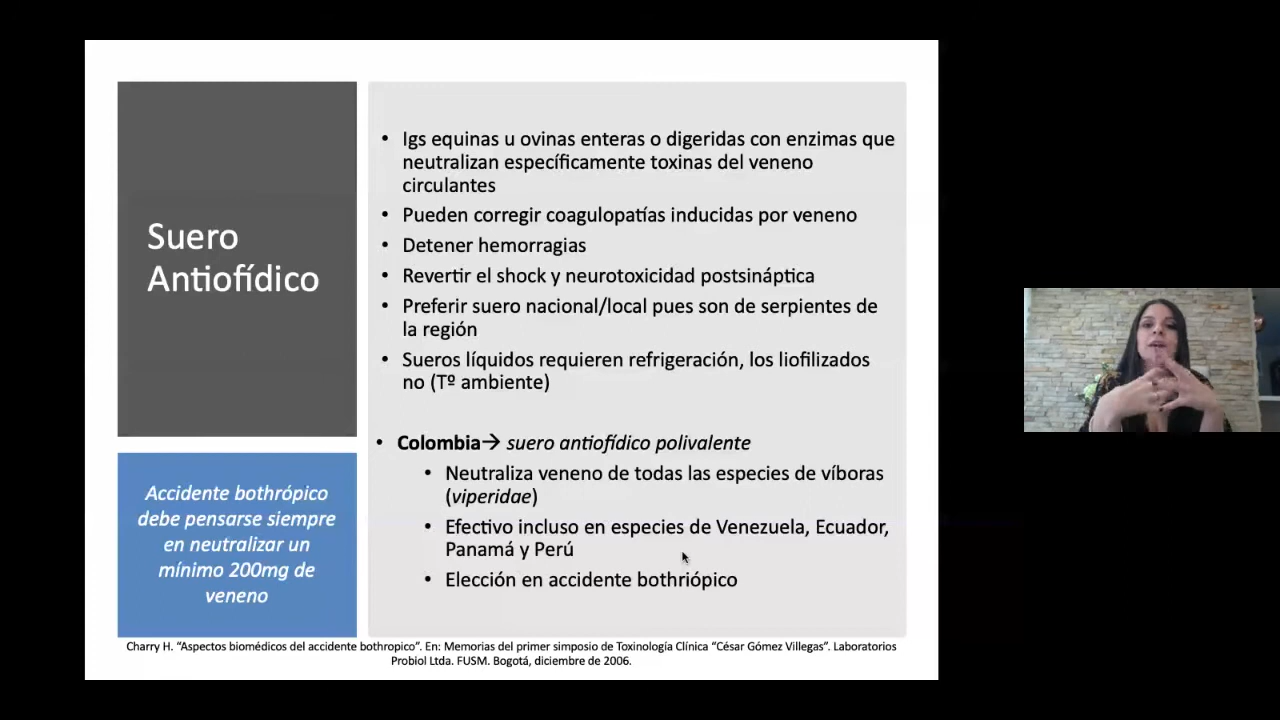 Suero
Antiofídico
Accidente bothrópico
debe pensarse siempre
en neutralizar un
mínimo 200mg de
veneno
• Igs equinas u ovinas enteras o digeridas con enzimas que
neutralizan específicamente toxinas del veneno
circulantes
• Pueden corregir coagulopatías inducidas por veneno
• Detener hemorragias
• Revertir el shock y neurotoxicidad postsináptica
• Preferir suero nacional/local pues son de serpientes de
la región
• Sueros líquidos requieren refrigeración, los liofilizados
no (Tº ambiente)
• Colombia→ suero antiofídico polivalente
• Neutraliza veneno de todas las especies de víboras
(viperidae)
• Efectivo incluso en especies de Venezuela, Ecuador,
Panamá y Perú
• Elección en accidente bothriópico
Charry H. “Aspectos biomédicos del accidente bothropico”. En: Memorias del primer simposio de Toxinología Clínica “César Gómez Villegas”. Laboratorios
Probiol Ltda. FUSM. Bogotá, diciembre de 2006.